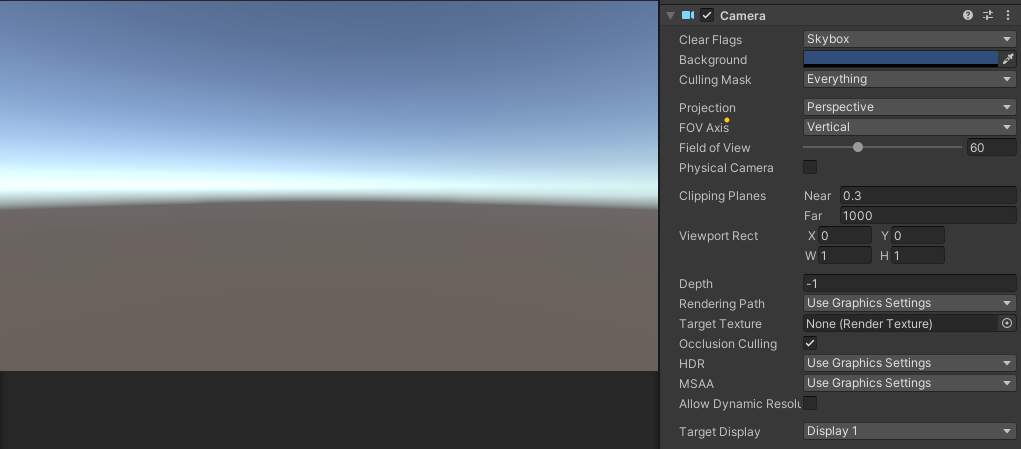 Camera
Clear Flags Skybox
Background
Culling Mask Everything
Projection Perspective
FOV Axis Vertical
Field of View 60
Physical Camera
Clipping Planes Near 0.3
Far 1000
Viewport Rect X 0 Y 0
W 1 H 1
Depth -1
Rendering Path Use Graphics Settings
Target Texture None (Render Texture)
Occlusion Culling
HDR Use Graphics Settings
MSAA Use Graphics Settings
Allow Dynamic Resolu
Target Display Display 1